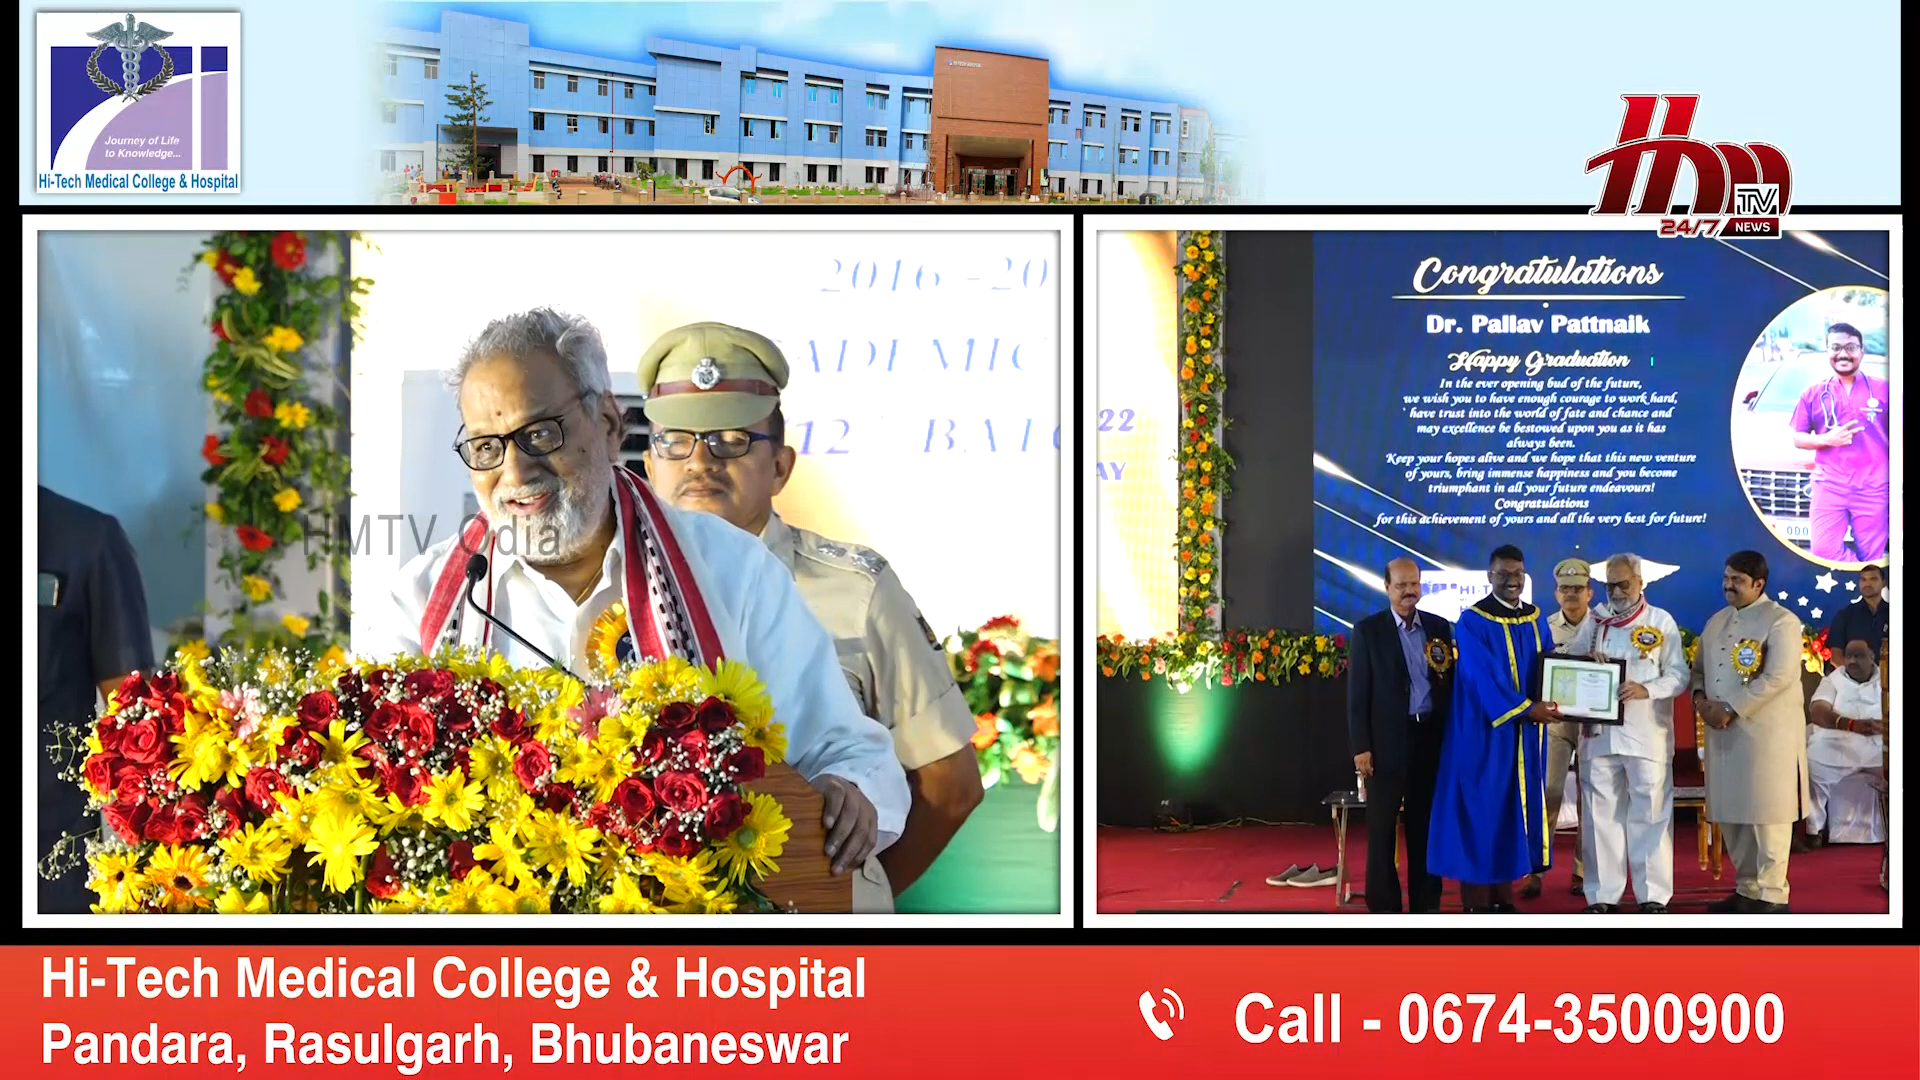 Journey of Life
to Knowledge...
Hi-Tech Medical College & Hospital
hm
TV
24/7 NEWS
2016 -20
ADEMIC
12 BATC
HMTV Odia
22
AY
Congratulations
Dr. Pallav Pattnaik
Happy Graduation
In the ever opening bud of the future,
we wish you to have enough courage to work hard,
have trust into the world of fate and chance and
may excellence be bestowed upon you as it has
always been.
Keep your hopes alive and we hope that this new venture
of yours, bring immense happiness and you become
triumphant in all your future endeavours!
Congratulations
for this achievement of yours and all the very best for future!
HI-T
Hi-Tech Medical College & Hospital
Pandara, Rasulgarh, Bhubaneswar
Call - 0674-3500900